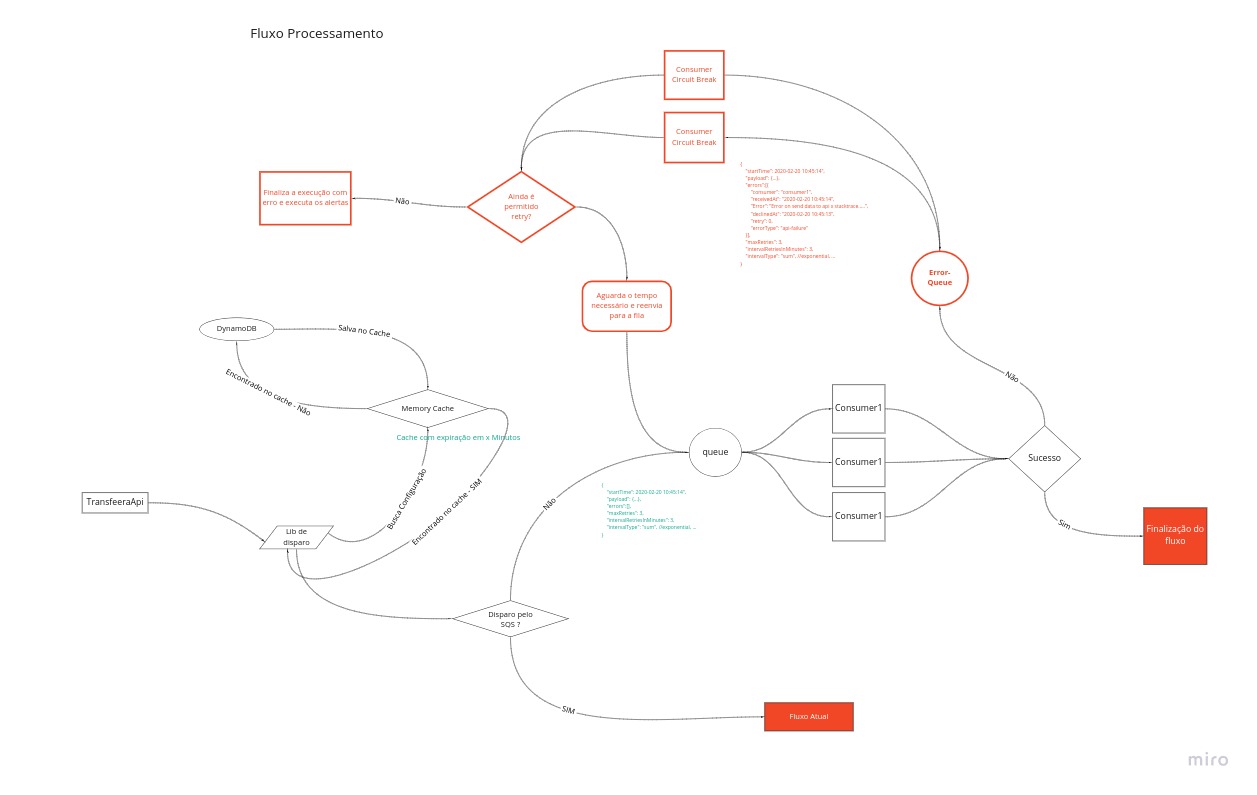 Fluxo Processamento
Consumer
Circuit Break
Consumer
Circuit Break
{
"startTime": 2020-02-20 10:45:14",
"payload": {...},
"errors":[{
"consumer": "consumer1",
"receivedAt": "2020-02-20 10:45:14",
"Error": "Error on send data to api x stacktrace ....",
"declinedAt": "2020-02-20 10:45:15",
"retry": 0,
"errorType": "api-failure"
}],
"maxRetries": 3,
"intervalRetriesInMinutes": 3,
"intervalType": "sum", //exponential, ...
}
Finaliza a execução com
erro e executa os alertas
Não
Ainda é
permitido
retry?
Error-
Queue
Aguarda o tempo
necessário e reenvia
para a fila
DynamoDB
Salva no Cache
Encontrado no cache - Não
Memory Cache
Cache com expiração em x Minutos
Não
Consumer1
Consumer1
Consumer1
queue
Sucesso
Busca Configuração
Encontrado no cache - SIM
TransfeeraApi
Lib de
disparo
Não
{
"startTime": 2020-02-20 10:45:14",
"payload": {...},
"errors":[],
"maxRetries": 3,
"intervalRetriesInMinutes": 3,
"intervalType": "sum", //exponential, ...
}
Sim
Finalização do
fluxo
Disparo pelo
SQS ?
SIM
Fluxo Atual
miro